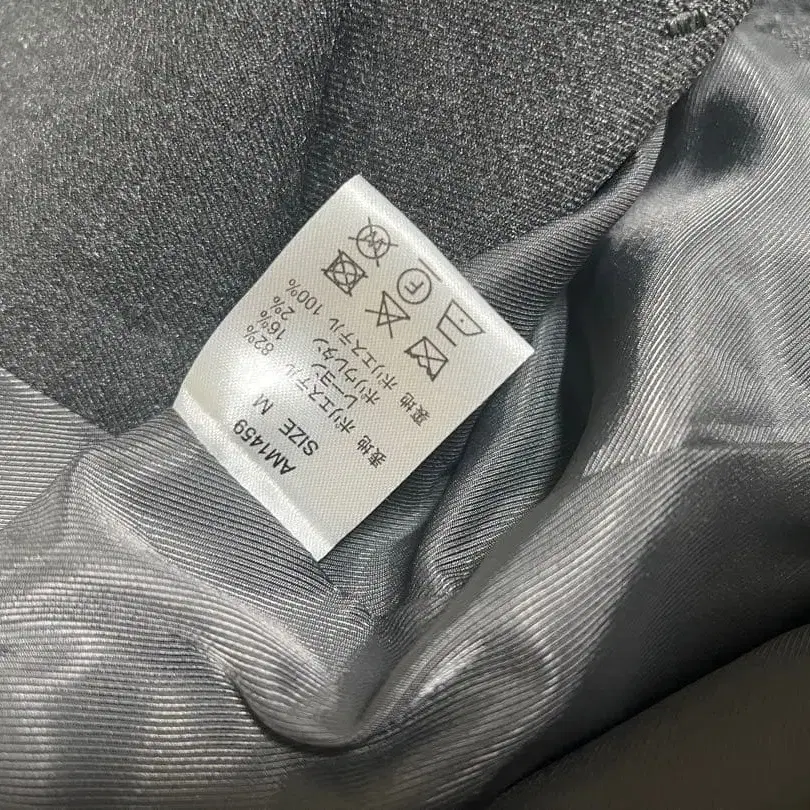 AM1459
SIZE M
表地 ポリエステル 82%
レーヨン 16%
ポリウレタン 2%
裏地 ポリエステル 100%
F
W